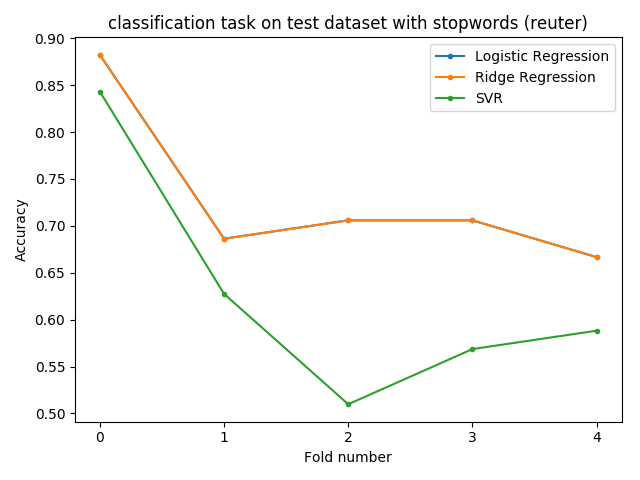 classification task on test dataset with stopwords (reuter)
Logistic Regression
Ridge Regression
SVR
Accuracy
0.90
0.85
0.80
0.75
0.70
0.65
0.60
0.55
0.50
0 1 2 3 4
Fold number